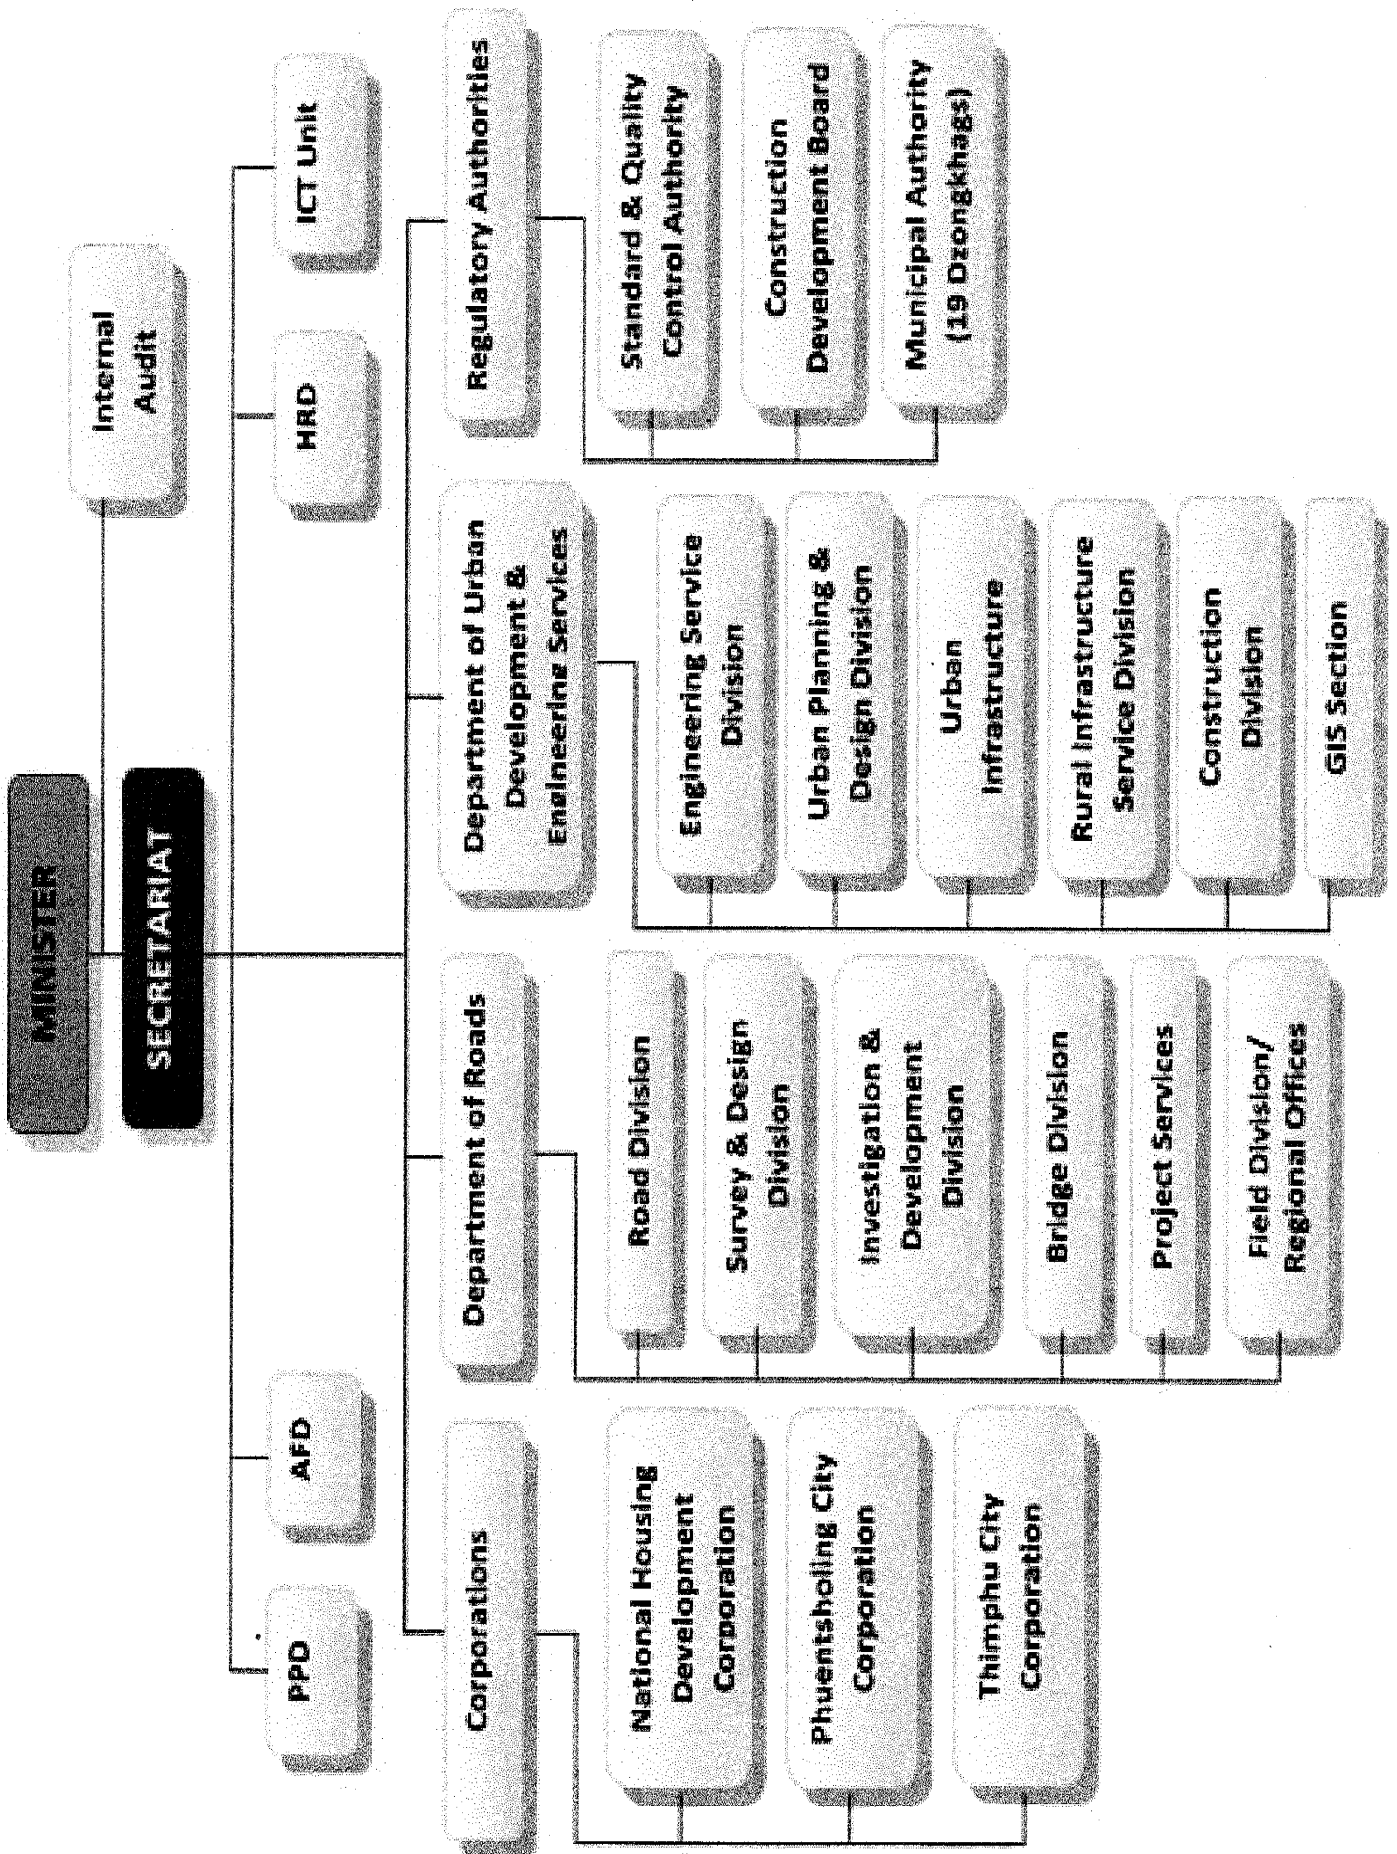 MINISTER
Internal
Audit
SECRETARIAT
PPD
AFD
HRD
ICT Unit
Corporations
Department of Roads
Department of Urban
Development &
Engineering Services
Regulatory Authorities
National Housing
Development
Corporation
Phuentsholing City
Corporation
Thimphu City
Corporation
Road Division
Survey & Design
Division
Investigation &
Development
Division
Bridge Division
Project Services
Field Division/
Regional Offices
Engineering Service
Division
Urban Planning &
Design Division
Urban
Infrastructure
Rural Infrastructure
Service Division
Construction
Division
GIS Section
Standard & Quality
Control Authority
Construction
Development Board
Municipal Authority
(19 Dzongkhags)